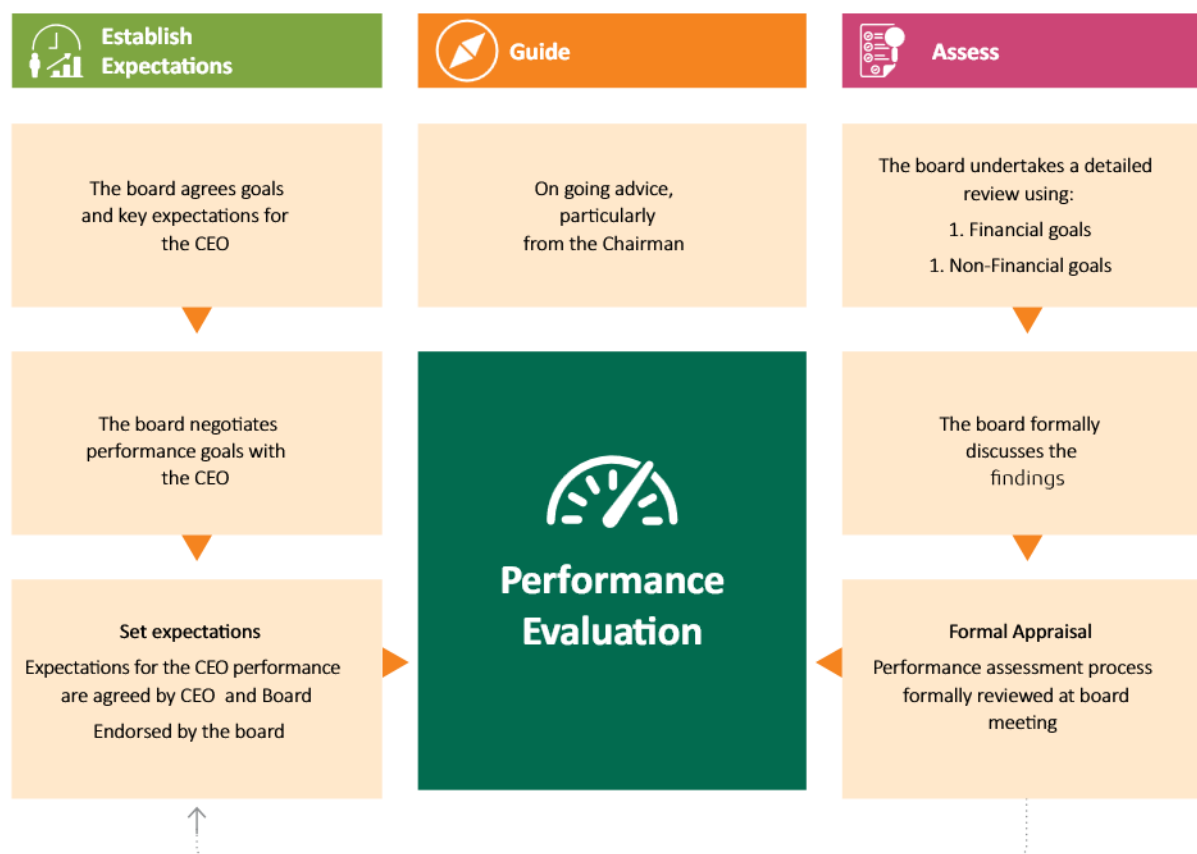 Establish
Expectations
The board agrees goals
and key expectations for
the CEO
The board negotiates
performance goals with
the CEO
Set expectations
Expectations for the CEO performance
are agreed by CEO and Board
Endorsed by the board
Guide
On going advice,
particularly
from the Chairman
Performance
Evaluation
Assess
The board undertakes a detailed
review using:
1. Financial goals
1. Non-Financial goals
The board formally
discusses the
findings
Formal Appraisal
Performance assessment process
formally reviewed at board
meeting